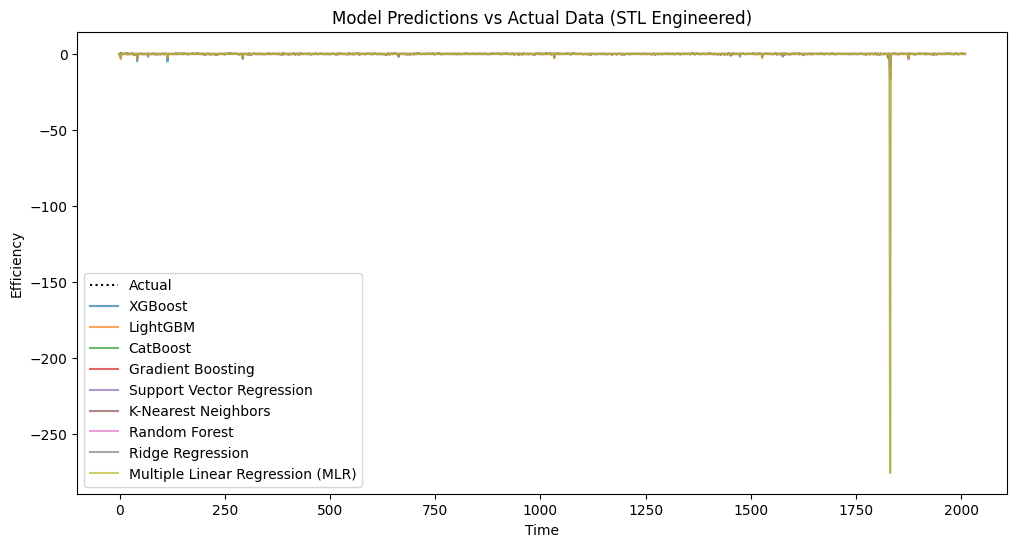 Model Predictions vs Actual Data (STL Engineered)
Efficiency
0
−50
−100
−150
−200
−250
Actual
XGBoost
LightGBM
CatBoost
Gradient Boosting
Support Vector Regression
K-Nearest Neighbors
Random Forest
Ridge Regression
Multiple Linear Regression (MLR)
0 250 500 750 1000 1250 1500 1750 2000
Time